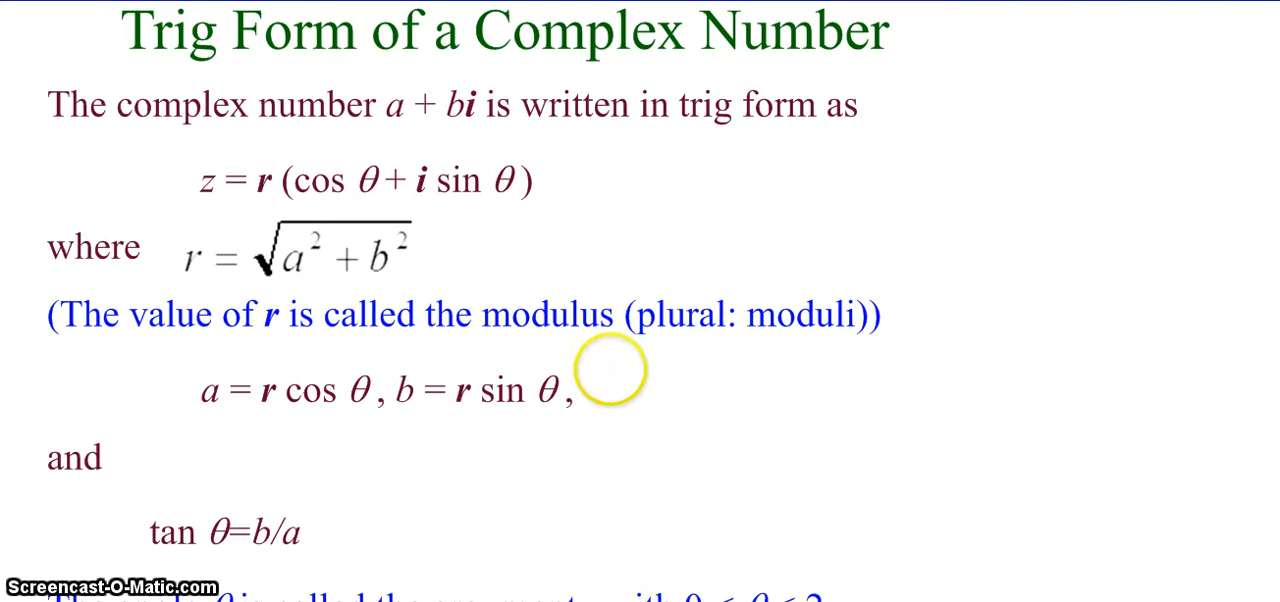 Trig Form of a Complex Number
The complex number a + bi is written in trig form as
z = r (cos θ + i sin θ)
where r = √(a² + b²)
(The value of r is called the modulus (plural: moduli))
a = r cos θ, b = r sin θ,
and
tan θ=b/a
Screencast-O-Matic.com